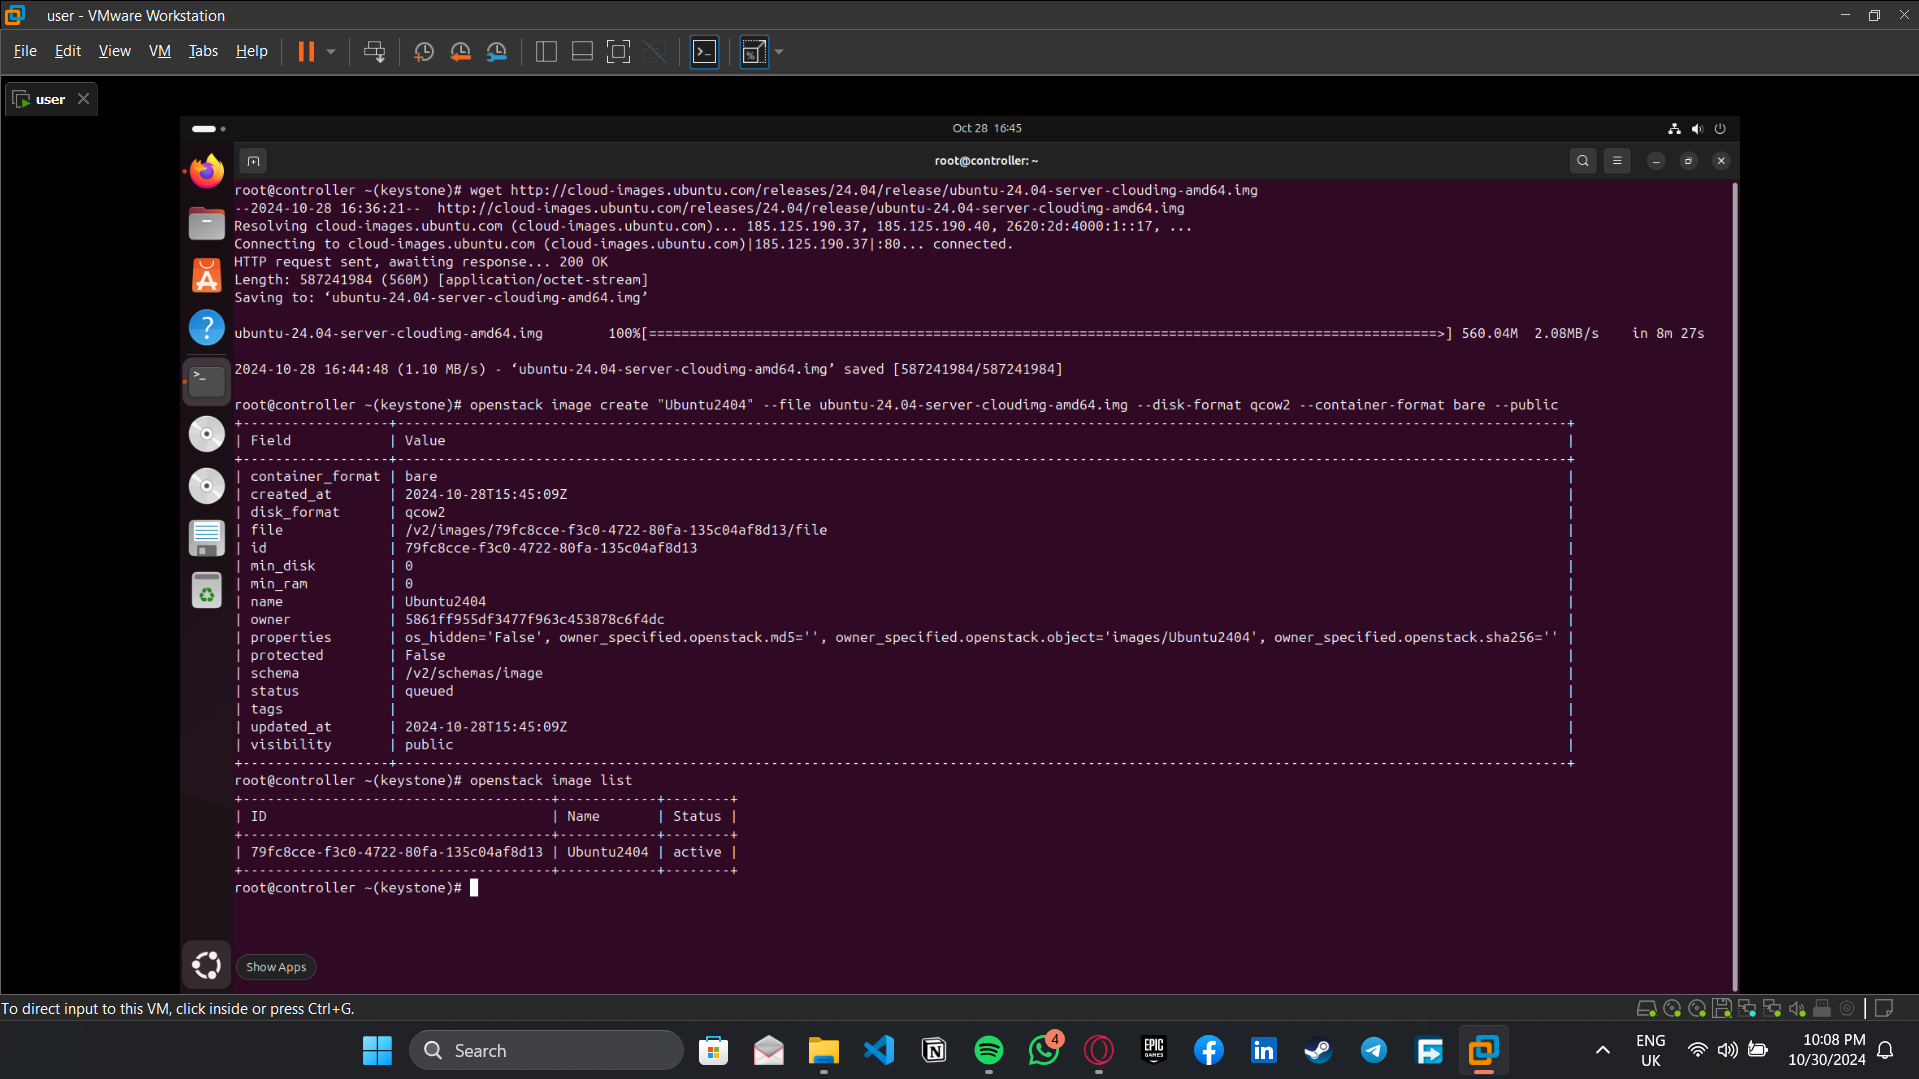 user - VMware Workstation
File Edit View VM Tabs Help
user
Oct 28 16:45
root@controller: ~
root@controller ~(keystone)# wget http://cloud-images.ubuntu.com/releases/24.04/release/ubuntu-24.04-server-cloudimg-amd64.img
--2024-10-28 16:36:21-- http://cloud-images.ubuntu.com/releases/24.04/release/ubuntu-24.04-server-cloudimg-amd64.img
Resolving cloud-images.ubuntu.com (cloud-images.ubuntu.com)... 185.125.190.37, 185.125.190.40, 2620:2d:4000:1::17, ...
Connecting to cloud-images.ubuntu.com (cloud-images.ubuntu.com)|185.125.190.37|:80... connected.
HTTP request sent, awaiting response... 200 OK
Length: 587241984 (560M) [application/octet-stream]
Saving to: ‘ubuntu-24.04-server-cloudimg-amd64.img’
ubuntu-24.04-server-cloudimg-amd64.img 100%[=================================================================================================>] 560.04M 2.08MB/s in 8m 27s
2024-10-28 16:44:48 (1.10 MB/s) - ‘ubuntu-24.04-server-cloudimg-amd64.img’ saved [587241984/587241984]
root@controller ~(keystone)# openstack image create "Ubuntu2404" --file ubuntu-24.04-server-cloudimg-amd64.img --disk-format qcow2 --container-format bare --public
| Field | Value |
| container_format | bare |
| created_at | 2024-10-28T15:45:09Z |
| disk_format | qcow2 |
| file | /v2/images/79fc8cce-f3c0-4722-80fa-135c04af8d13/file |
| id | 79fc8cce-f3c0-4722-80fa-135c04af8d13 |
| min_disk | 0 |
| min_ram | 0 |
| name | Ubuntu2404 |
| owner | 5861ff955df3477f963c453878c6f4dc |
| properties | os_hidden='False', owner_specified.openstack.md5='', owner_specified.openstack.object='images/Ubuntu2404', owner_specified.openstack.sha256='' |
| protected | False |
| schema | /v2/schemas/image |
| status | queued |
| tags | |
| updated_at | 2024-10-28T15:45:09Z |
| visibility | public |
root@controller ~(keystone)# openstack image list
| ID | Name | Status |
| 79fc8cce-f3c0-4722-80fa-135c04af8d13 | Ubuntu2404 | active |
root@controller ~(keystone)#
Show Apps
To direct input to this VM, click inside or press Ctrl+G.
Search
4
EPIC GAMES
ENG
UK
10:08 PM
10/30/2024